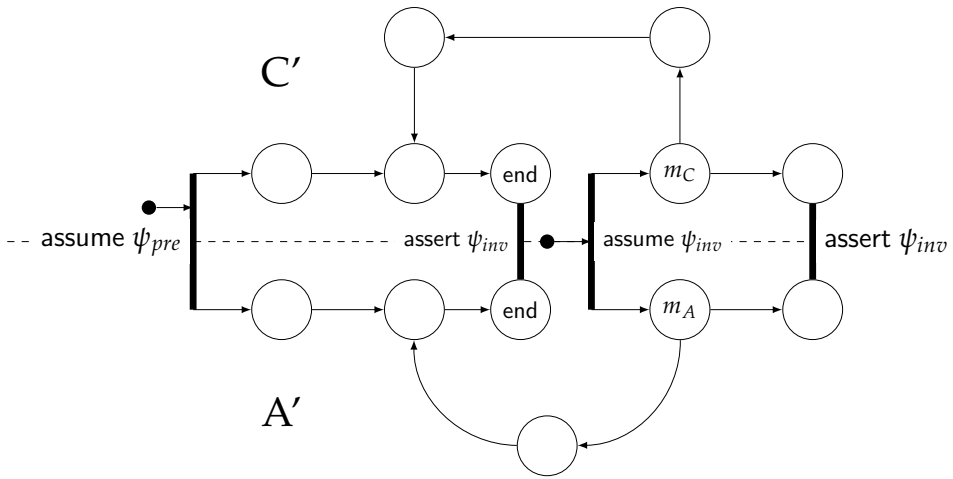 C’
end
m_C
assume ψ_pre
assert ψ_inv
assume ψ_inv
assert ψ_inv
end
m_A
A’